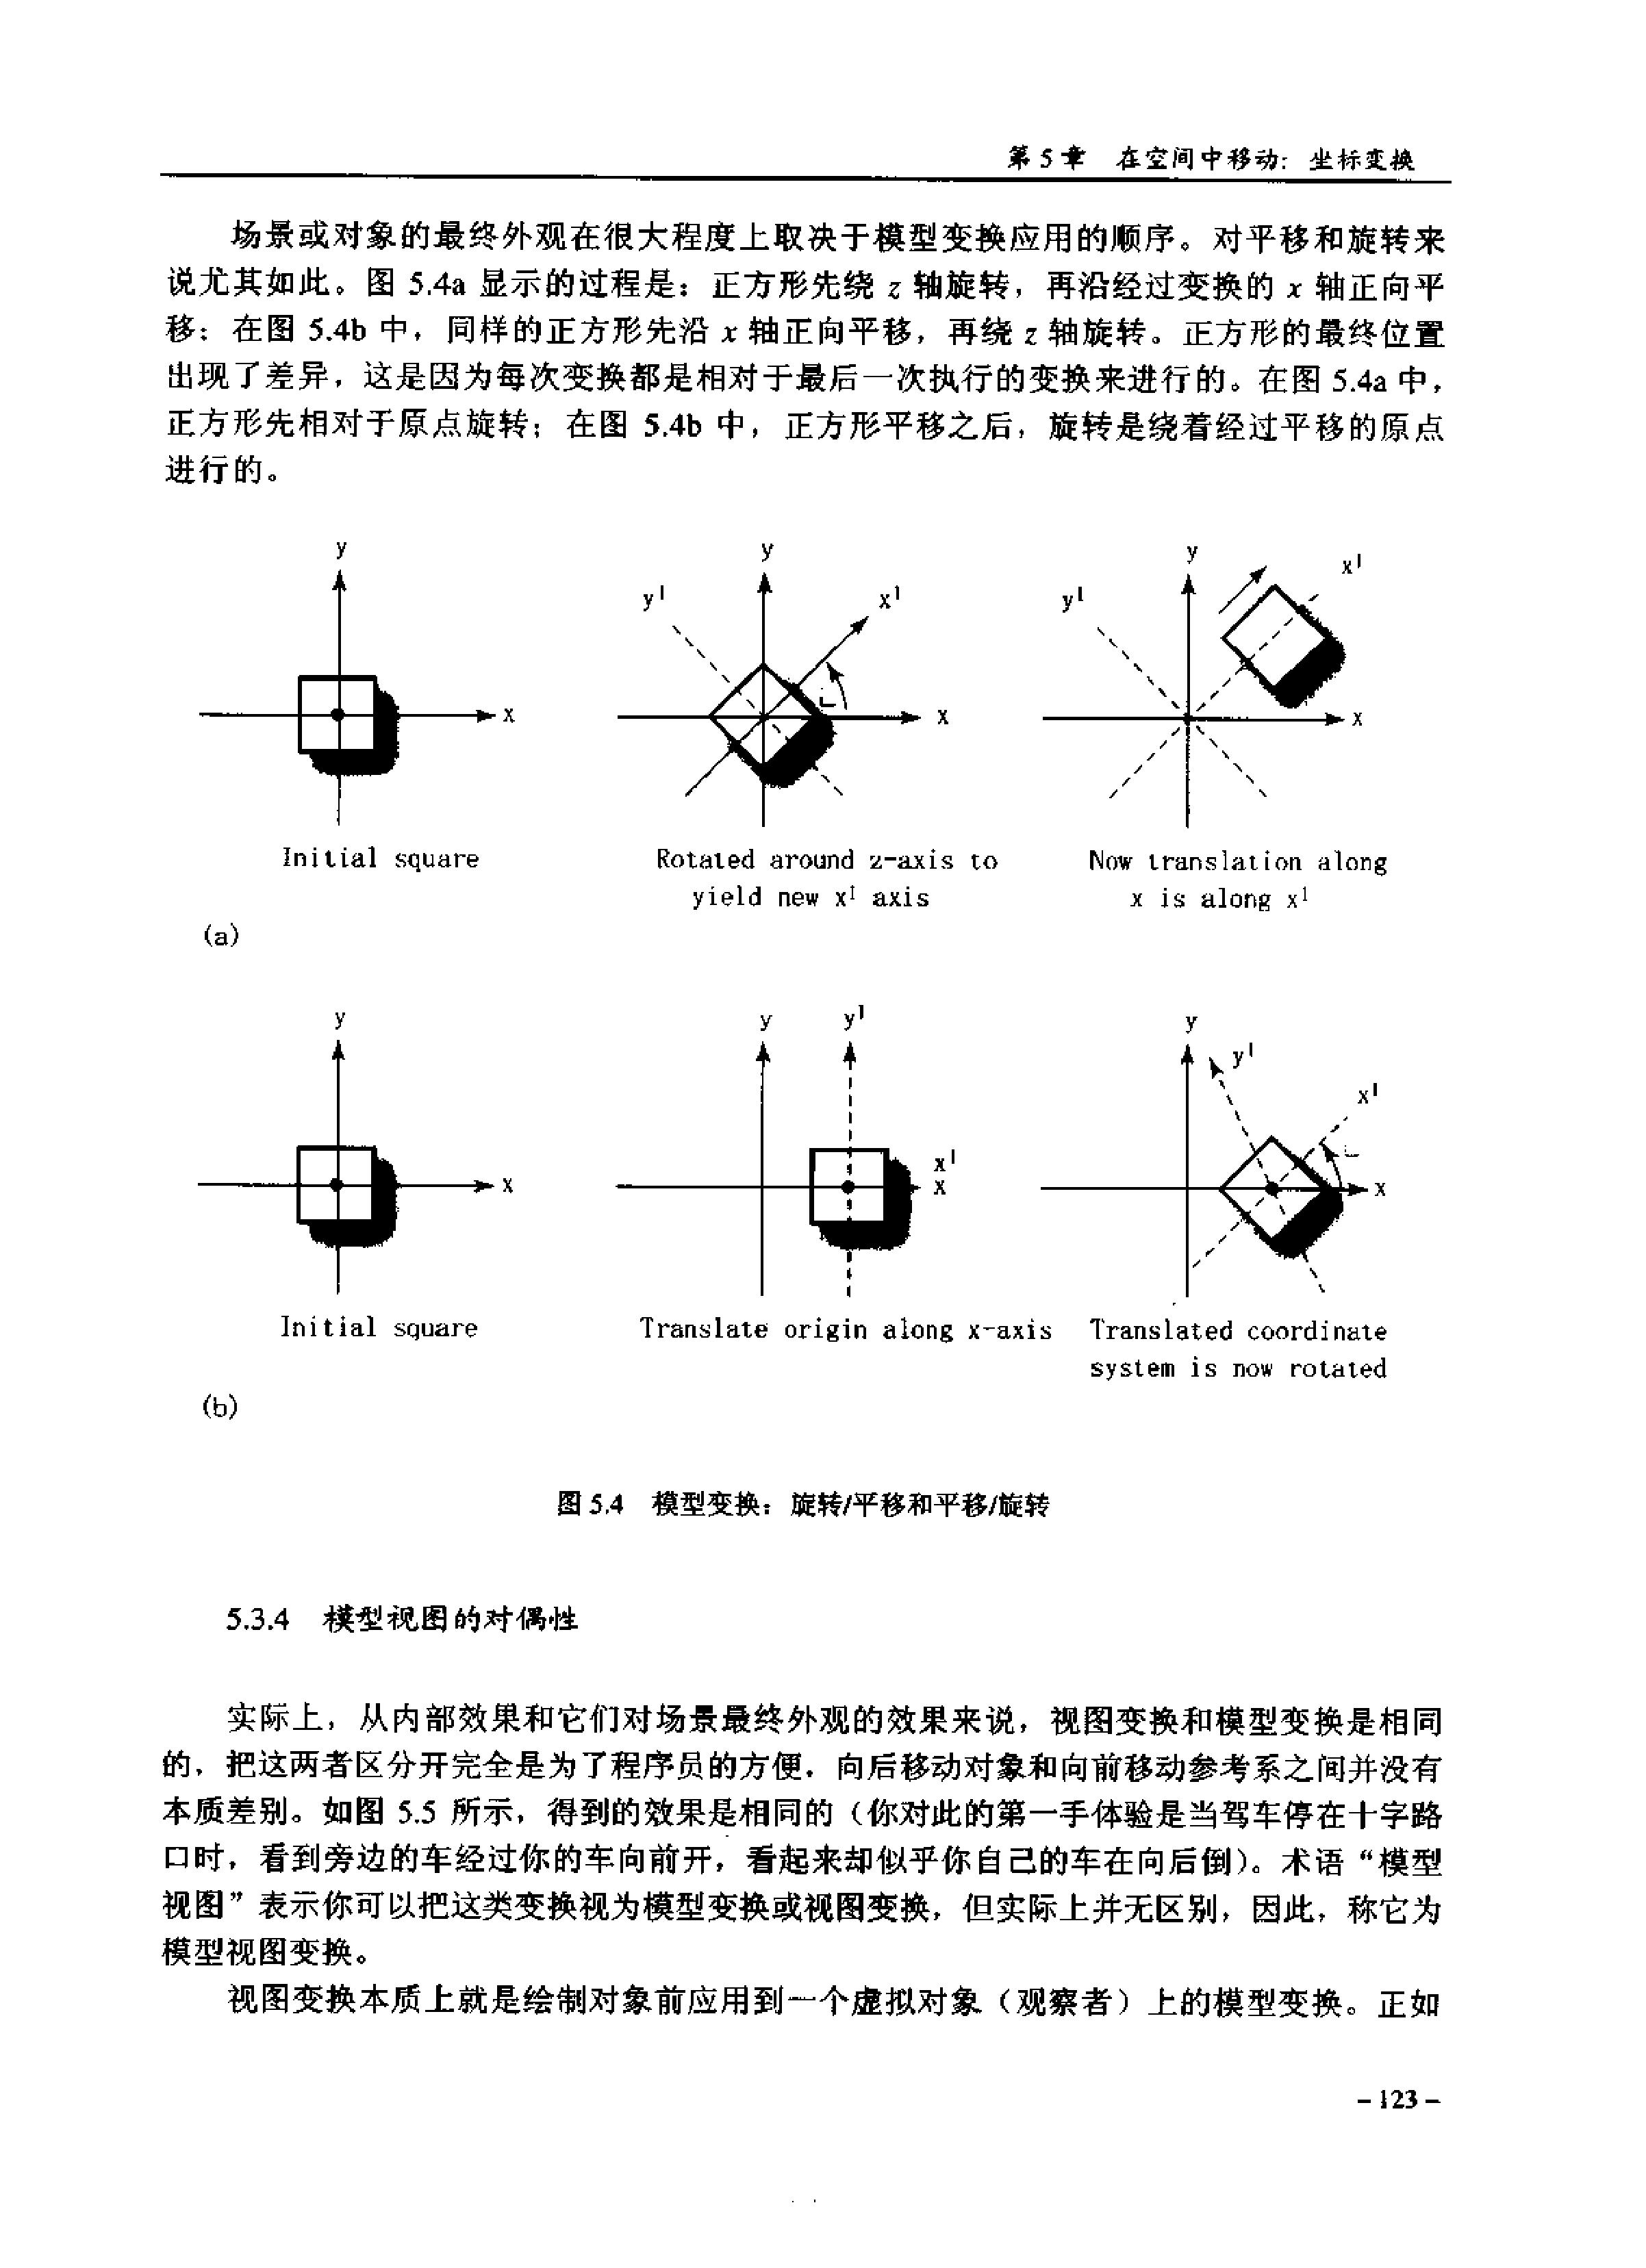 第 5 章 在空间中移动：坐标变换
场景或对象的最终外观在很大程度上取决于模型变换应用的顺序。对平移和旋转来
说尤其如此。图 5.4a 显示的过程是：正方形先绕 z 轴旋转，再沿经过变换的 x 轴正向平
移；在图 5.4b 中，同样的正方形先沿 x 轴正向平移，再绕 z 轴旋转。正方形的最终位置
出现了差异，这是因为每次变换都是相对于最后一次执行的变换来进行的。在图 5.4a 中，
正方形先相对于原点旋转；在图 5.4b 中，正方形平移之后，旋转是绕着经过平移的原点
进行的。
y
x
Initial square
y
y¹
x¹
x
Rotated around z-axis to
yield new x¹ axis
y
y¹
x¹
x
Now translation along
x is along x¹
(a)
y
x
Initial square
y
y¹
x¹
x
Translate origin along x-axis
y
y¹
x¹
x
Translated coordinate
system is now rotated
(b)
图 5.4 模型变换：旋转/平移和平移/旋转
5.3.4 模型视图的对偶性
实际上，从内部效果和它们对场景最终外观的效果来说，视图变换和模型变换是相同
的，把这两者区分开完全是为了程序员的方便。向后移动对象和向前移动参考系之间并没有
本质差别。如图 5.5 所示，得到的效果是相同的（你对此的第一手体验是当驾车停在十字路
口时，看到旁边的车经过你的车向前开，看起来却似乎你自己的车在向后倒）。术语“模型
视图”表示你可以把这类变换视为模型变换或视图变换，但实际上并无区别，因此，称它为
模型视图变换。
视图变换本质上就是绘制对象前应用到一个虚拟对象（观察者）上的模型变换。正如
- 123 -